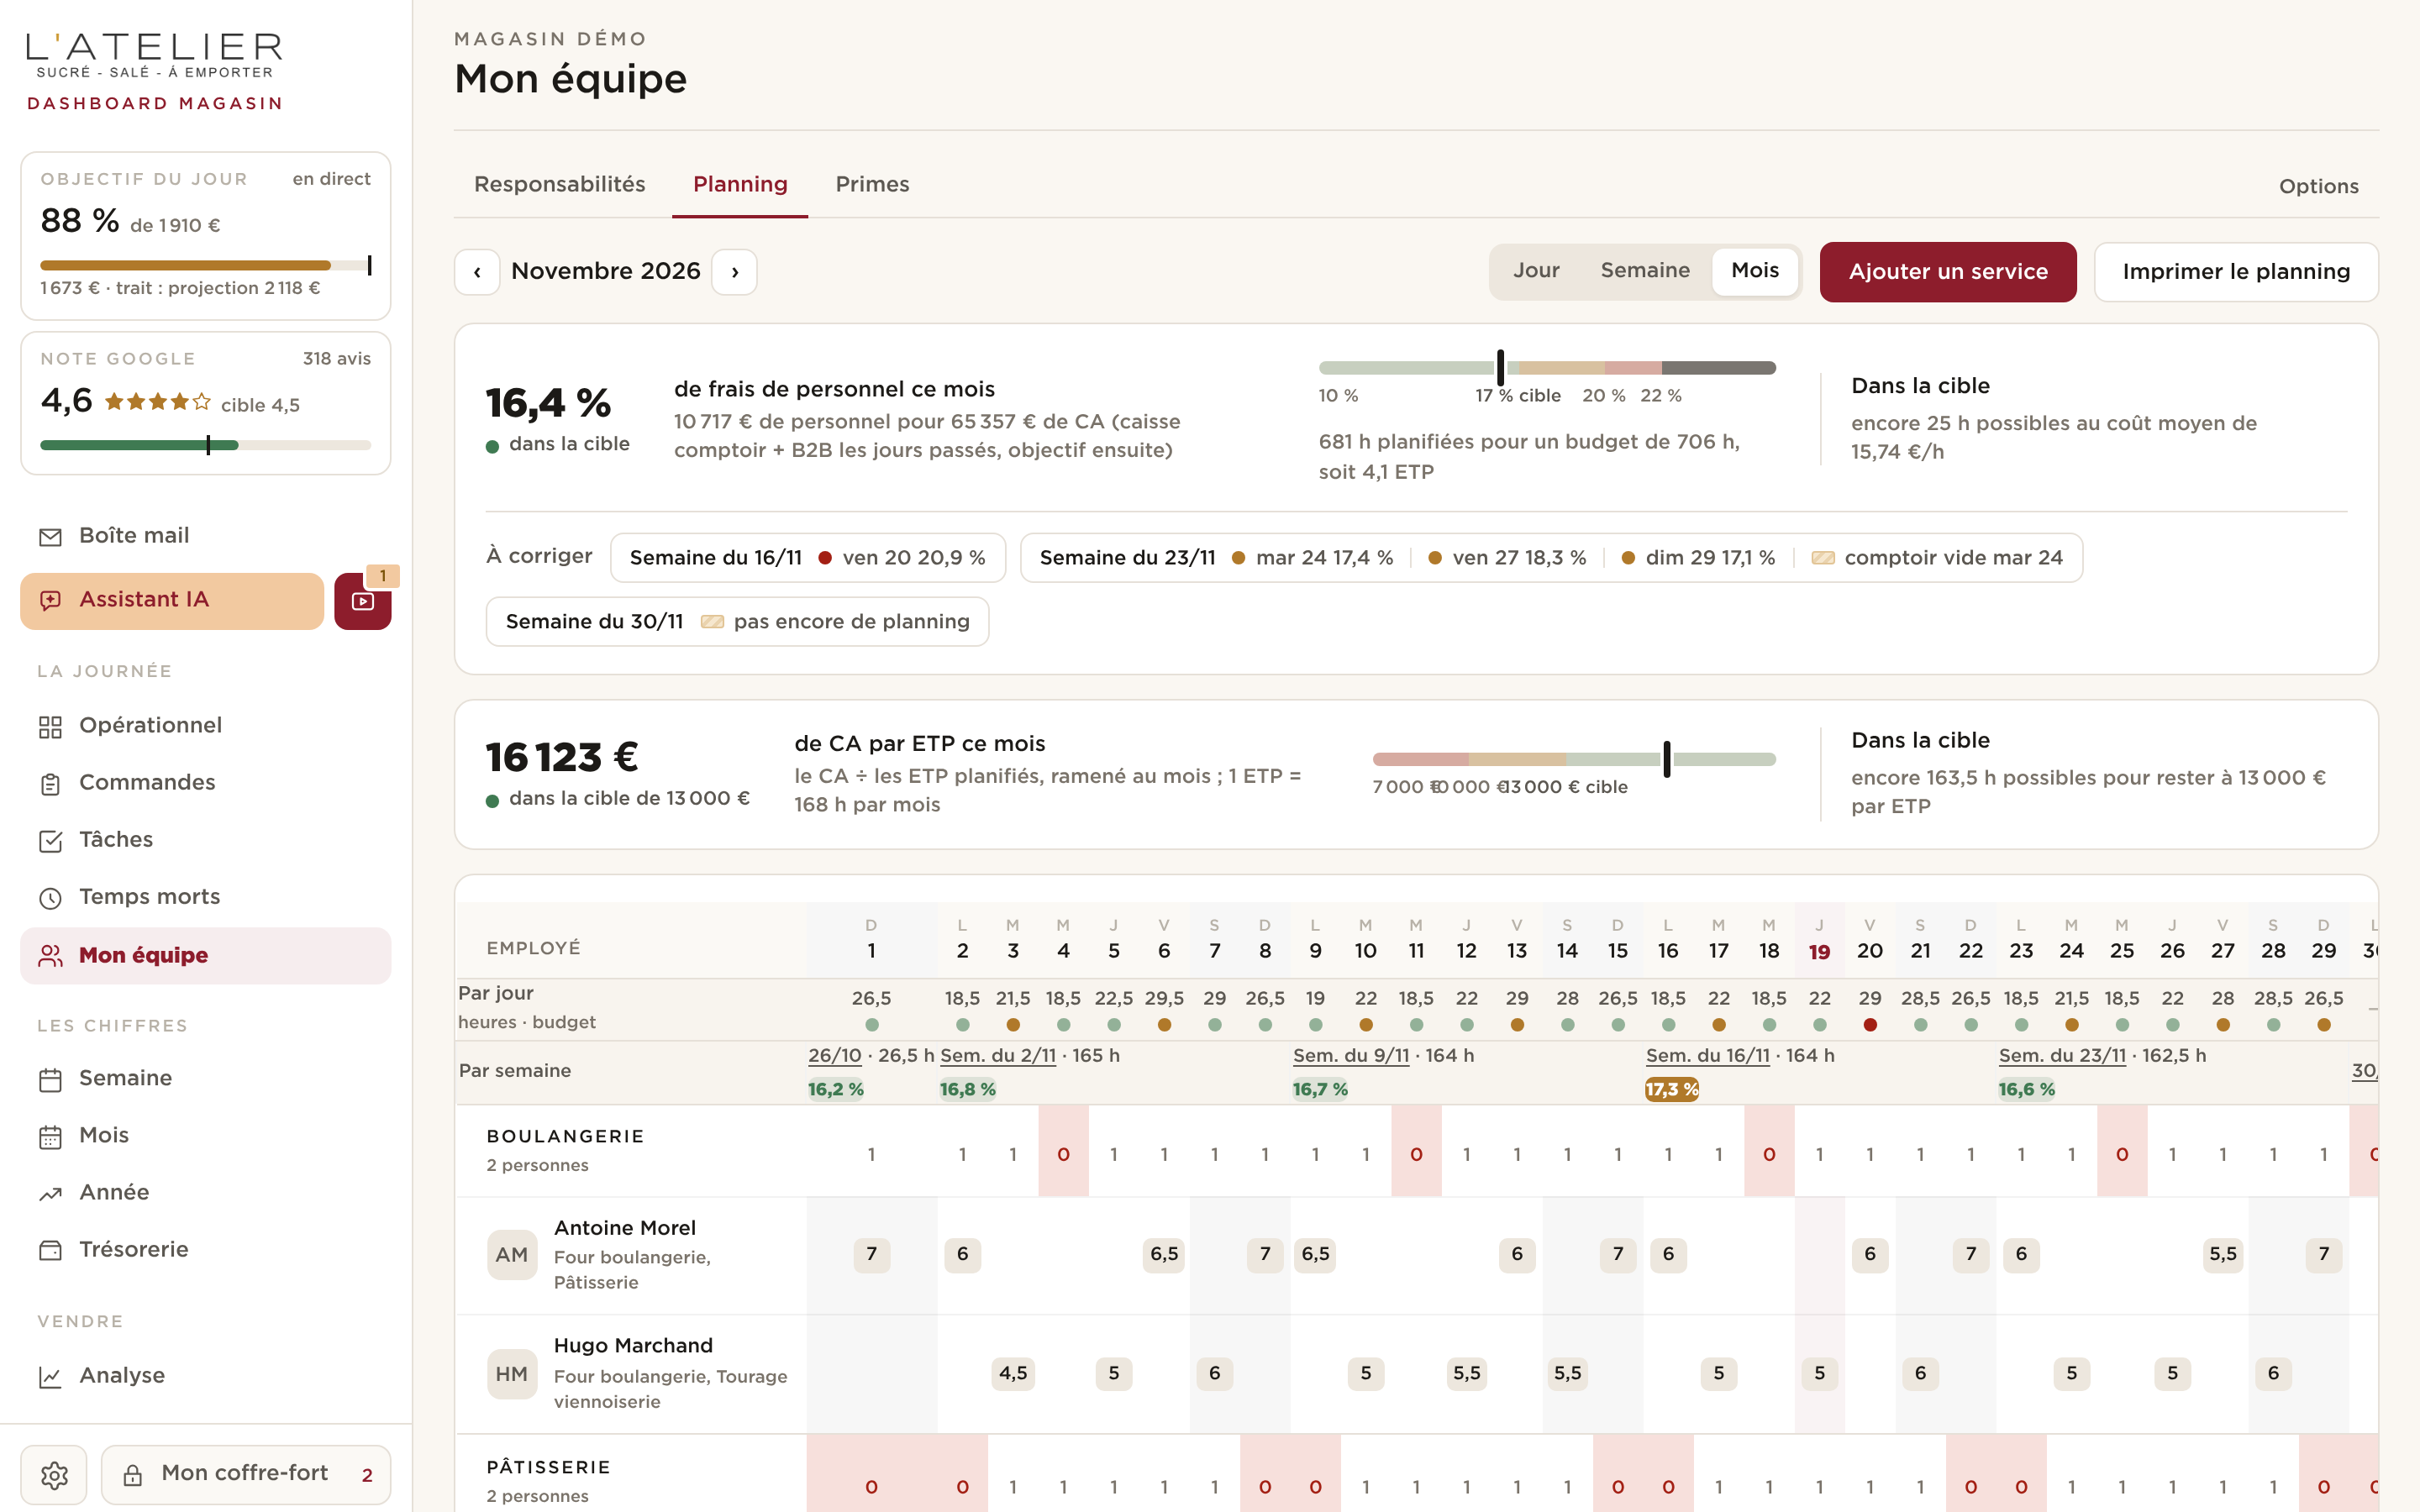 L'ATELIER
SUCRÉ - SALÉ - À EMPORTER
DASHBOARD MAGASIN
OBJECTIF DU JOUR en direct
88 % de 1 910 €
1 673 € · trait : projection 2 118 €
NOTE GOOGLE 318 avis
4,6 cible 4,5
Boîte mail
Assistant IA 1
LA JOURNÉE
Opérationnel
Commandes
Tâches
Temps morts
Mon équipe
LES CHIFFRES
Semaine
Mois
Année
Trésorerie
VENDRE
Analyse
Mon coffre-fort 2
MAGASIN DÉMO
Mon équipe
Responsabilités Planning Primes Options
‹ Novembre 2026 › Jour Semaine Mois Ajouter un service Imprimer le planning
16,4 %
dans la cible
de frais de personnel ce mois
10 717 € de personnel pour 65 357 € de CA (caisse
comptoir + B2B les jours passés, objectif ensuite)
10 % 17 % cible 20 % 22 %
681 h planifiées pour un budget de 706 h,
soit 4,1 ETP
Dans la cible
encore 25 h possibles au coût moyen de
15,74 €/h
À corriger Semaine du 16/11 ven 20 20,9 % Semaine du 23/11 mar 24 17,4 % ven 27 18,3 % dim 29 17,1 % comptoir vide mar 24
Semaine du 30/11 pas encore de planning
16 123 €
dans la cible de 13 000 €
de CA par ETP ce mois
le CA ÷ les ETP planifiés, ramené au mois ; 1 ETP =
168 h par mois
7 000 € 13 000 € cible
Dans la cible
encore 163,5 h possibles pour rester à 13 000 €
par ETP
D L M M J V S D L M M J V S D L M M J V S D L M M J V S D L
EMPLOYÉ 1 2 3 4 5 6 7 8 9 10 11 12 13 14 15 16 17 18 19 20 21 22 23 24 25 26 27 28 29
Par jour 26,5 18,5 21,5 18,5 22,5 29,5 29 26,5 19 22 18,5 22 29 28 26,5 18,5 22 18,5 22 29 28,5 26,5 18,5 21,5 18,5 22 28 28,5 26,5
heures · budget
26/10 · 26,5 h Sem. du 2/11 · 165 h Sem. du 9/11 · 164 h Sem. du 16/11 · 164 h Sem. du 23/11 · 162,5 h
Par semaine 30/
16,2 % 16,8 % 16,7 % 17,3 % 16,6 %
BOULANGERIE
2 personnes
1 1 1 0 1 1 1 1 1 1 0 1 1 1 1 1 1 0 1 1 1 1 1 1 0 1 1 1 1 0
AM Antoine Morel
Four boulangerie,
Pâtisserie
7 6 6,5 7 6,5 6 7 6 6 7 6 5,5 7
HM Hugo Marchand
Four boulangerie, Tourage
viennoiserie
4,5 5 6 5 5,5 5,5 5 5 6 5 5 6
PÂTISSERIE
2 personnes
0 0 1 1 1 1 1 0 0 1 1 1 1 1 0 0 1 1 1 1 1 0 0 1 1 1 1 1 0 0